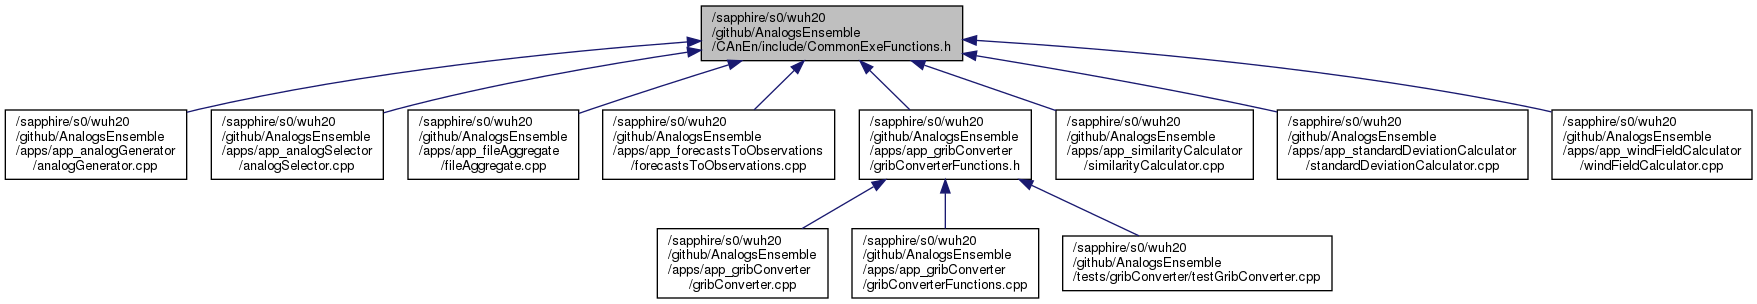 /sapphire/s0/wuh20
/github/AnalogsEnsemble
/CAnEn/include/CommonExeFunctions.h
/sapphire/s0/wuh20
/github/AnalogsEnsemble
/apps/app_analogGenerator
/analogGenerator.cpp
/sapphire/s0/wuh20
/github/AnalogsEnsemble
/apps/app_analogSelector
/analogSelector.cpp
/sapphire/s0/wuh20
/github/AnalogsEnsemble
/apps/app_fileAggregate
/fileAggregate.cpp
/sapphire/s0/wuh20
/github/AnalogsEnsemble
/apps/app_forecastsToObservations
/forecastsToObservations.cpp
/sapphire/s0/wuh20
/github/AnalogsEnsemble
/apps/app_gribConverter
/gribConverterFunctions.h
/sapphire/s0/wuh20
/github/AnalogsEnsemble
/apps/app_similarityCalculator
/similarityCalculator.cpp
/sapphire/s0/wuh20
/github/AnalogsEnsemble
/apps/app_standardDeviationCalculator
/standardDeviationCalculator.cpp
/sapphire/s0/wuh20
/github/AnalogsEnsemble
/apps/app_windFieldCalculator
/windFieldCalculator.cpp
/sapphire/s0/wuh20
/github/AnalogsEnsemble
/apps/app_gribConverter
/gribConverter.cpp
/sapphire/s0/wuh20
/github/AnalogsEnsemble
/apps/app_gribConverter
/gribConverterFunctions.cpp
/sapphire/s0/wuh20
/github/AnalogsEnsemble
/tests/gribConverter/testGribConverter.cpp